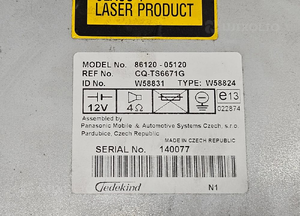 LASER PRODUCT
MODEL No. 86120 - 05120
REF No. CQ-TS6671G
ID No. W58831 TYPE: W58824
12V 4Ω e13
022874
Assembled by
Panasonic Mobile & Automotive Systems Czech, s.r.o.
Pardubice, Czech Republic
MADE IN CZECH REPUBLIC
SERIAL No. 140077
Gedekind N1